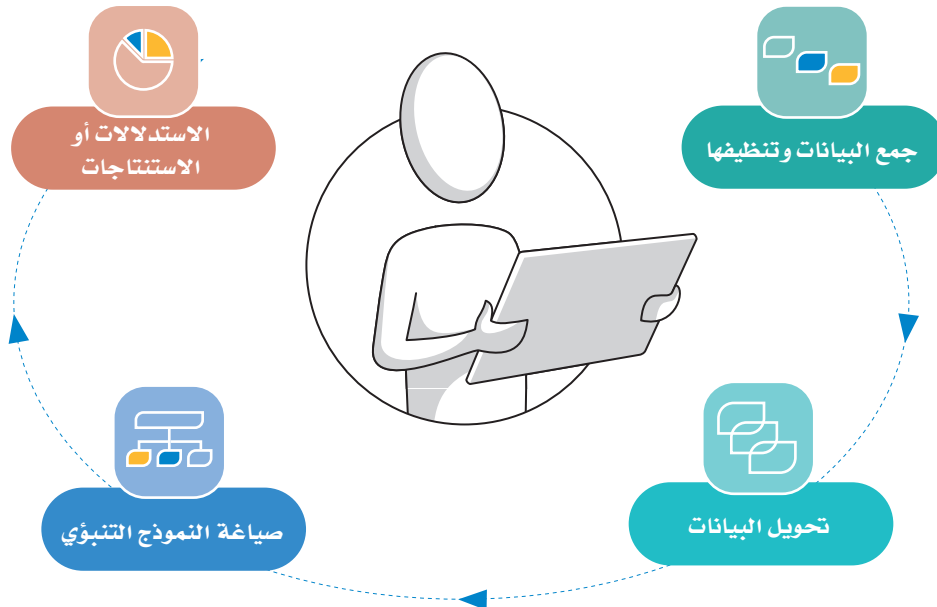 جمع البيانات وتنظيفها
تحويل البيانات
صياغة النموذج التنبؤي
الاستدلالات أو
الاستنتاجات